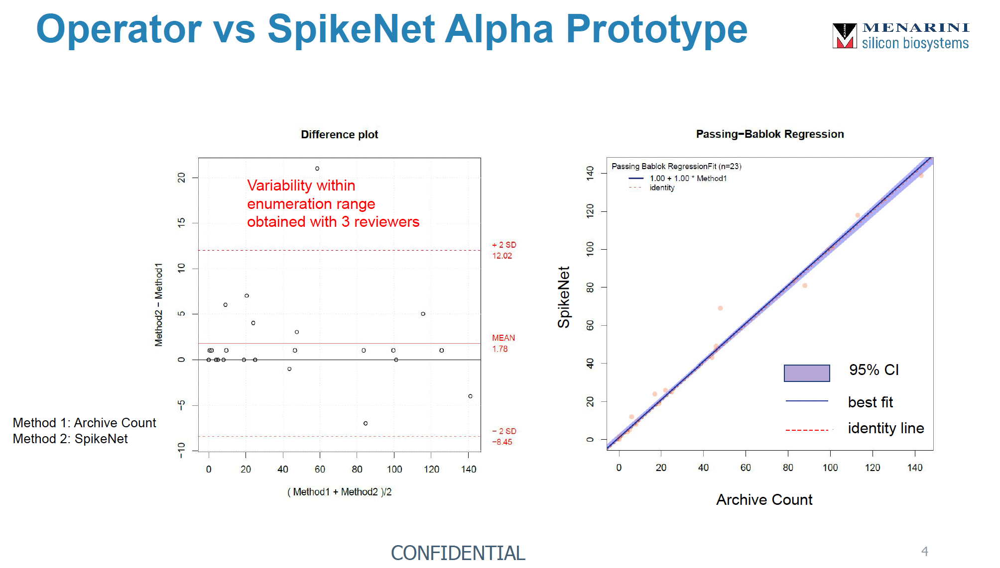 Operator vs SpikeNet Alpha Prototype
MENARINI
silicon biosystems
Difference plot
Variability within
enumeration range
obtained with 3 reviewers
+ 2 SD
12.02
MEAN
1.78
− 2 SD
−8.45
Method2 − Method1
20
15
10
5
0
−5
−10
0 20 40 60 80 100 120 140
( Method1 + Method2 )/2
Method 1: Archive Count
Method 2: SpikeNet
Passing−Bablok Regression
Passing Bablok RegressionFit (n=23)
1.00 + 1.00 * Method1
identity
SpikeNet
140
120
100
80
60
40
20
0
95% CI
best fit
identity line
0 20 40 60 80 100 120 140
Archive Count
CONFIDENTIAL
4